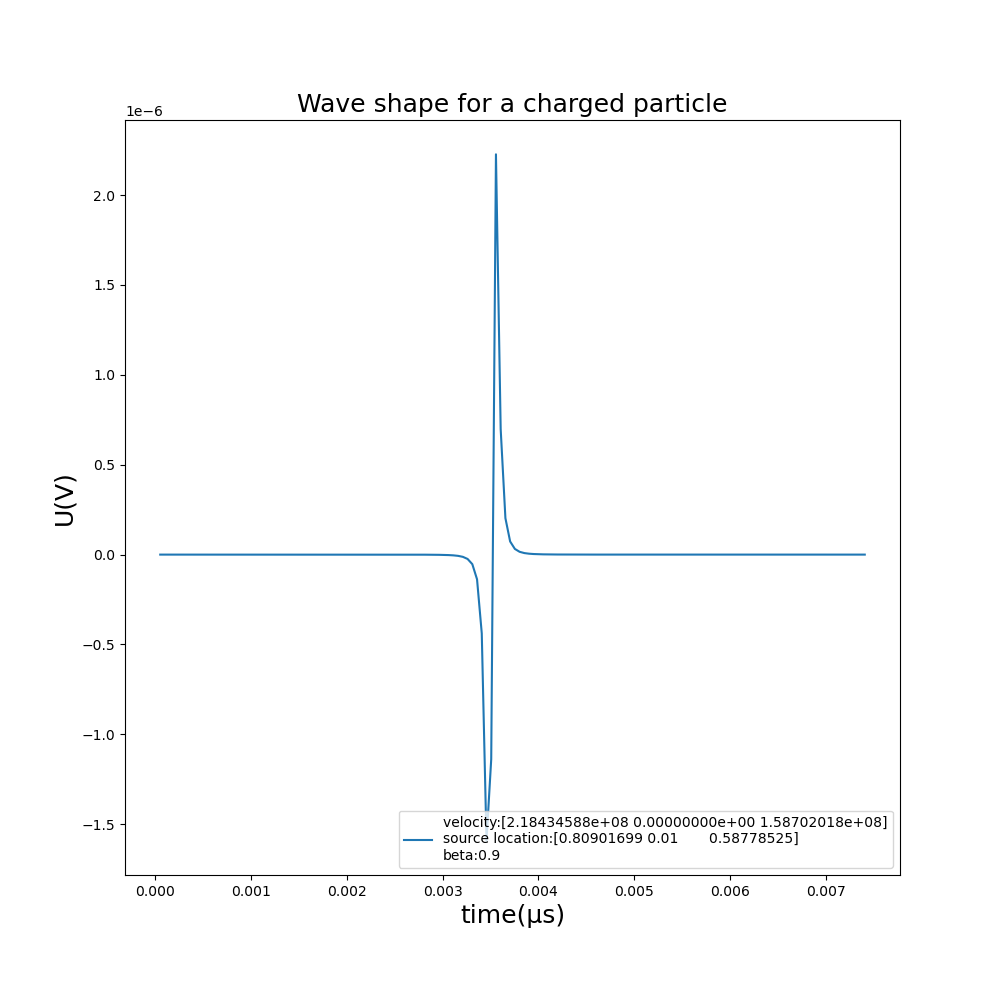 Wave shape for a charged particle
1e−6
2.0
1.5
1.0
0.5
0.0
−0.5
−1.0
−1.5
U(V)
velocity:[2.18434588e+08 0.00000000e+00 1.58702018e+08]
source location:[0.80901699 0.01 0.58778525]
beta:0.9
0.000 0.001 0.002 0.003 0.004 0.005 0.006 0.007
time(μs)